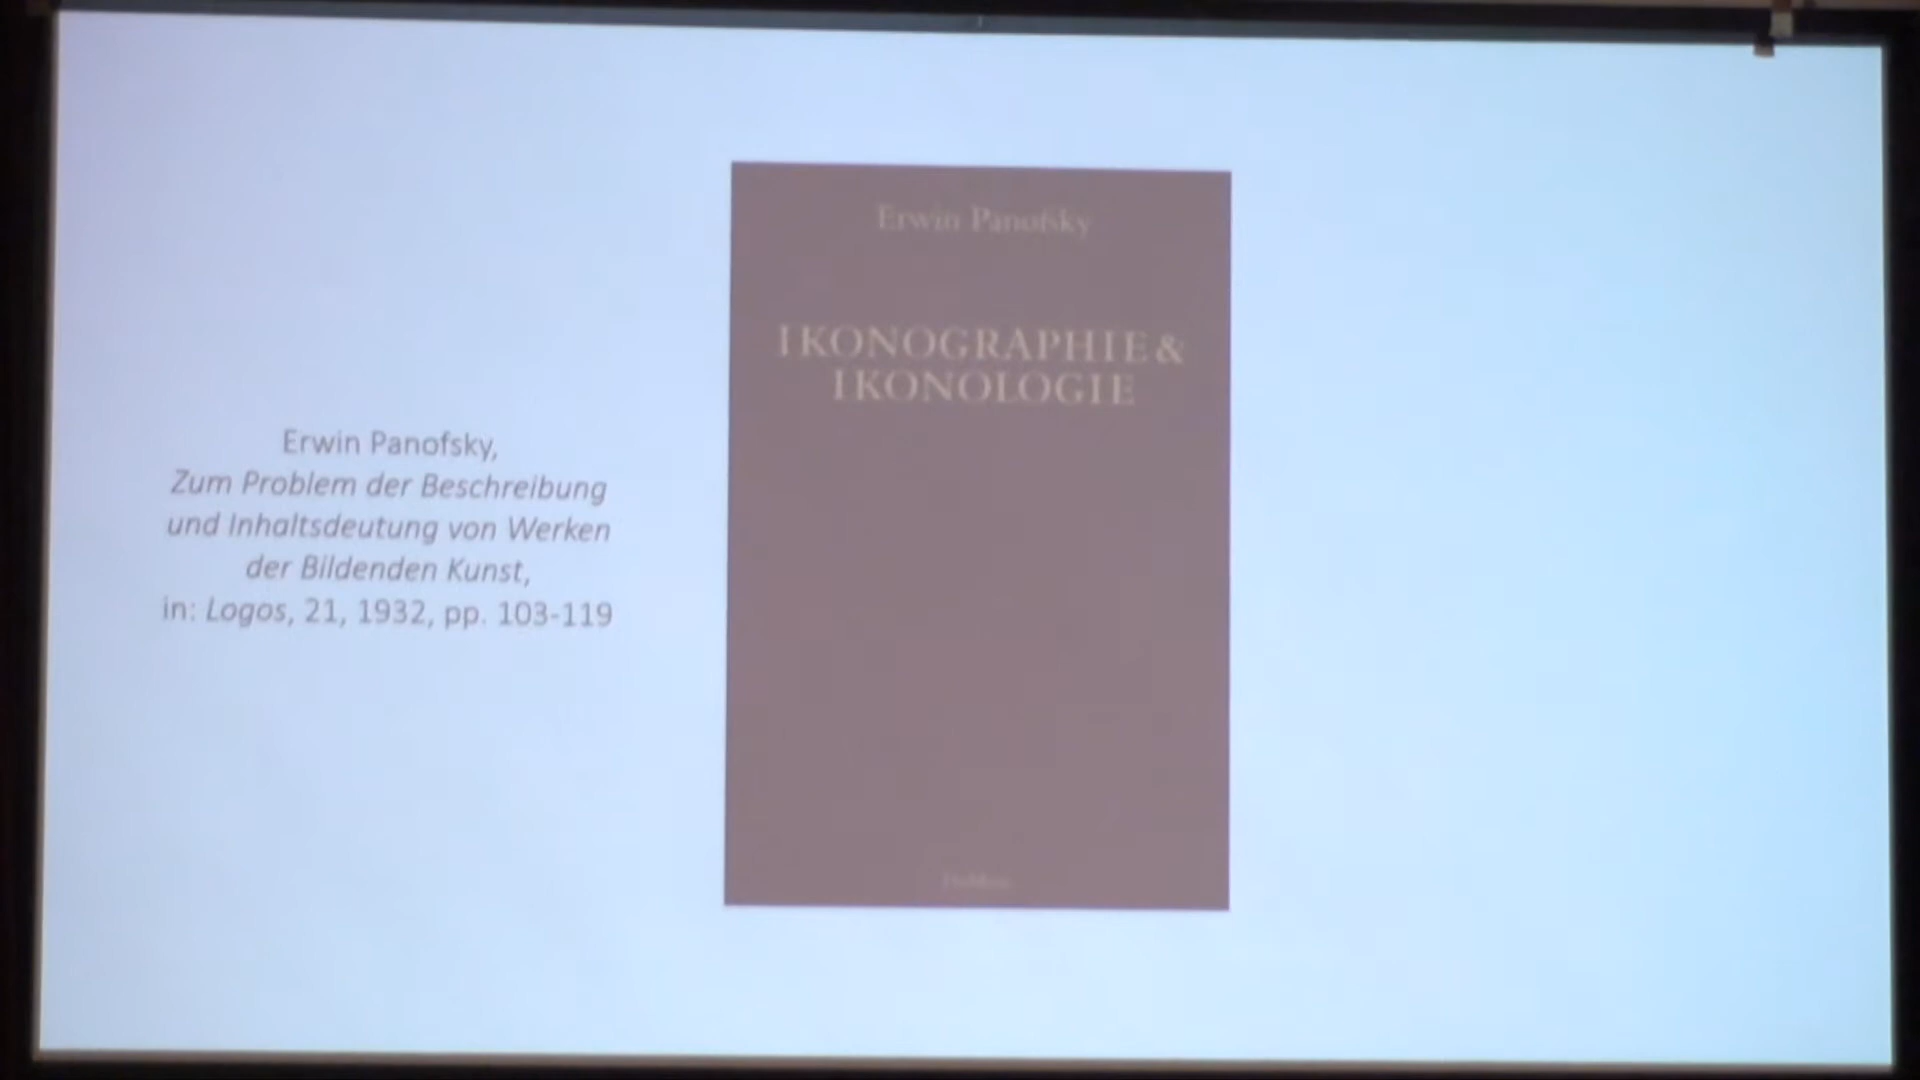 Erwin Panofsky,
Zum Problem der Beschreibung
und Inhaltsdeutung von Werken
der Bildenden Kunst,
in: Logos, 21, 1932, pp. 103-119
Erwin Panofsky
IKONOGRAPHIE &
IKONOLOGIE